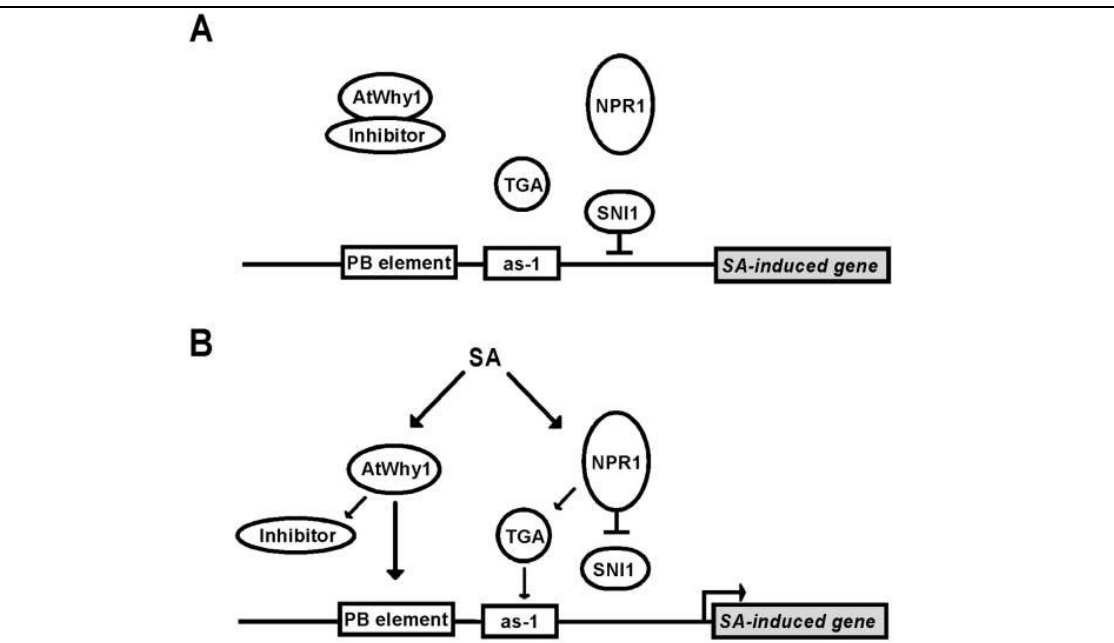 A
AtWhy1
Inhibitor
NPR1
TGA
SNI1
PB element
as-1
SA-induced gene
B
SA
AtWhy1
NPR1
Inhibitor
TGA
SNI1
PB element
as-1
SA-induced gene